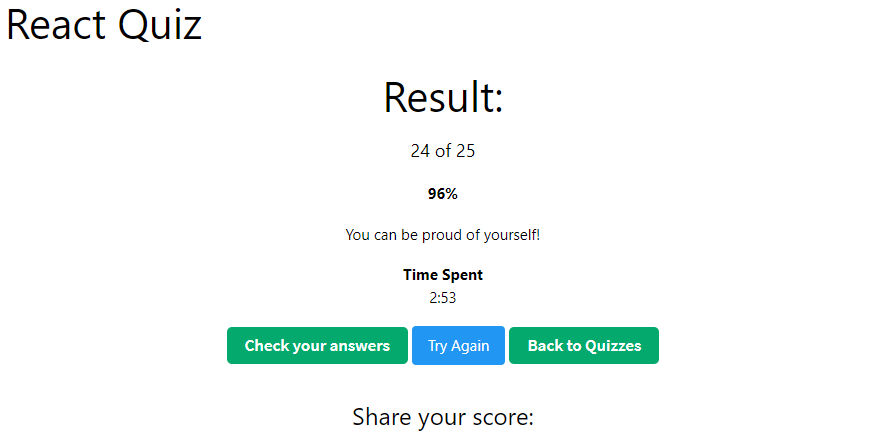 React Quiz
Result:
24 of 25
96%
You can be proud of yourself!
Time Spent
2:53
Check your answers Try Again Back to Quizzes
Share your score: